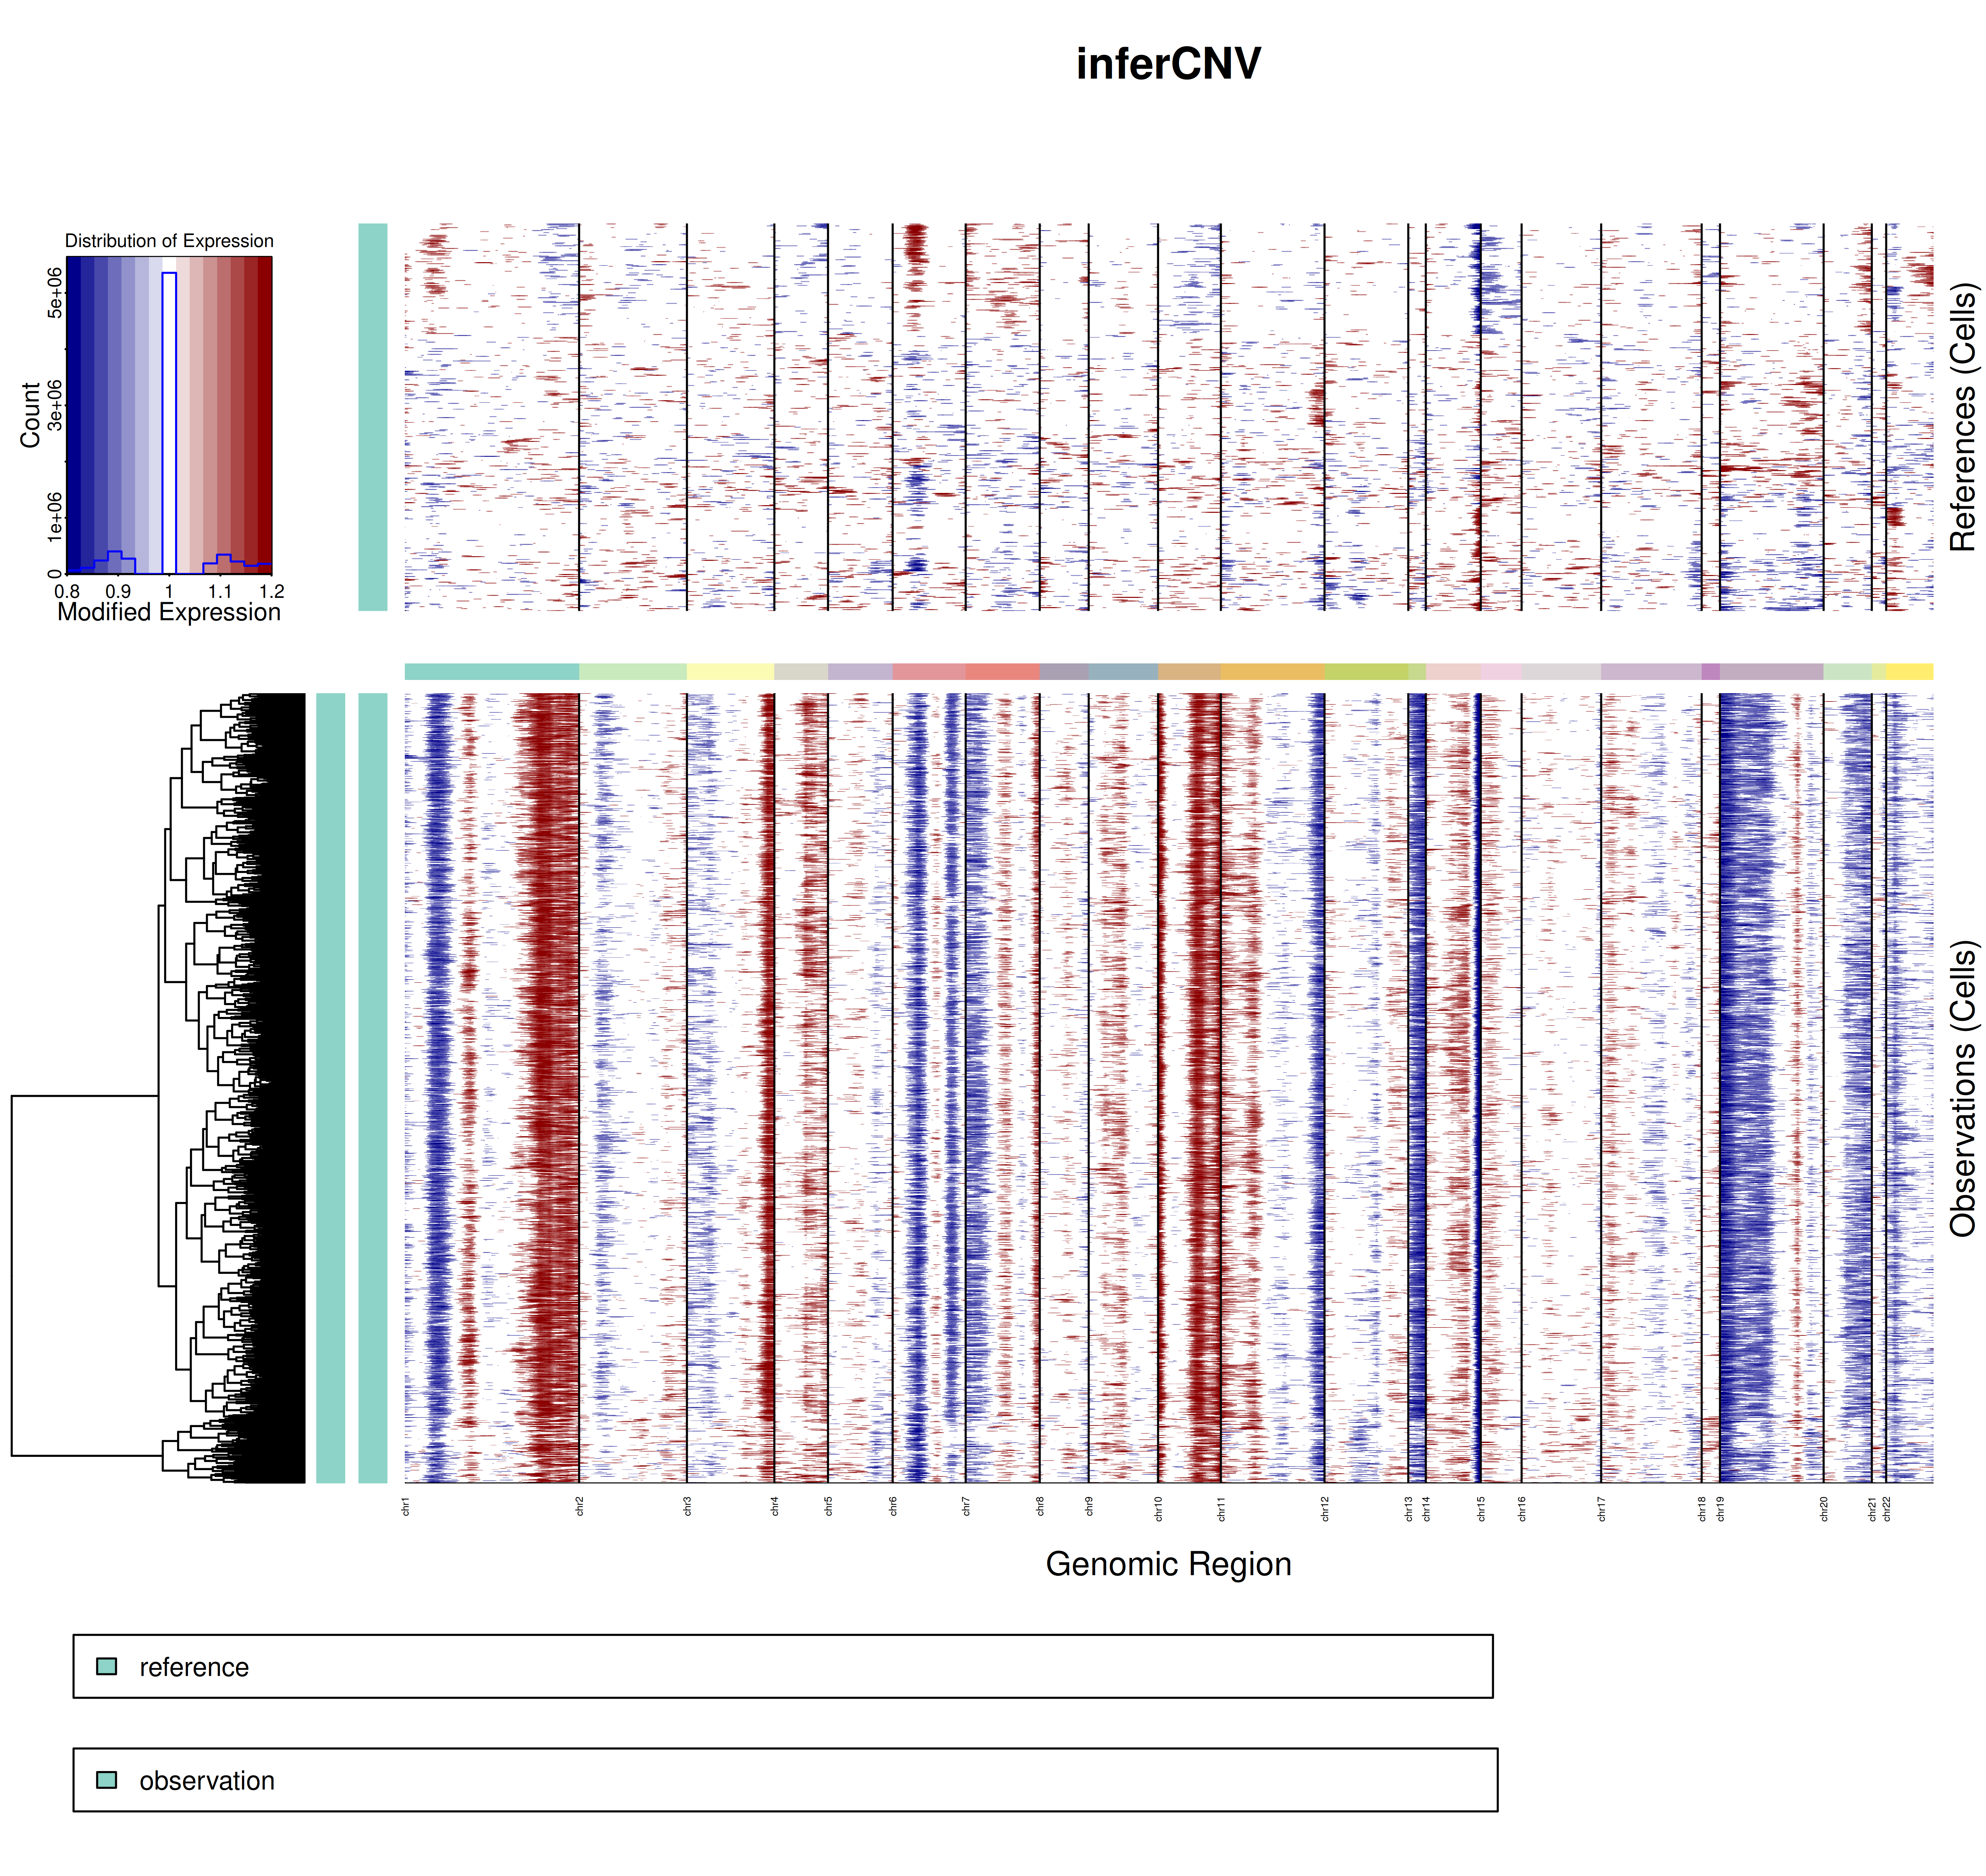 inferCNV
Distribution of Expression
Count
0
1e+06
3e+06
5e+06
0.8 0.9 1 1.1 1.2
Modified Expression
References (Cells)
Observations (Cells)
chr1 chr2 chr3 chr4 chr5 chr6 chr7 chr8 chr9 chr10 chr11 chr12 chr13 chr14 chr15 chr16 chr17 chr18 chr19 chr20 chr21 chr22
Genomic Region
reference
observation